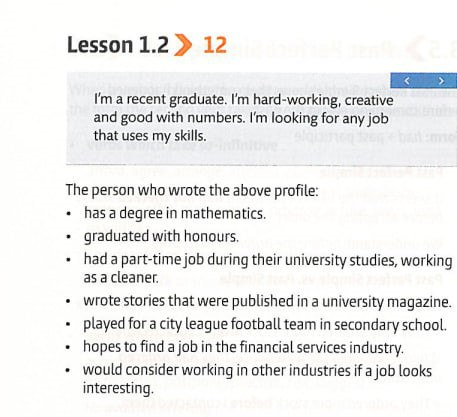 Lesson 1.2 > 12
< >
I'm a recent graduate. I'm hard-working, creative
and good with numbers. I'm looking for any job
that uses my skills.
The person who wrote the above profile:
• has a degree in mathematics.
• graduated with honours.
• had a part-time job during their university studies, working
as a cleaner.
• wrote stories that were published in a university magazine.
• played for a city league football team in secondary school.
• hopes to find a job in the financial services industry.
• would consider working in other industries if a job looks
interesting.